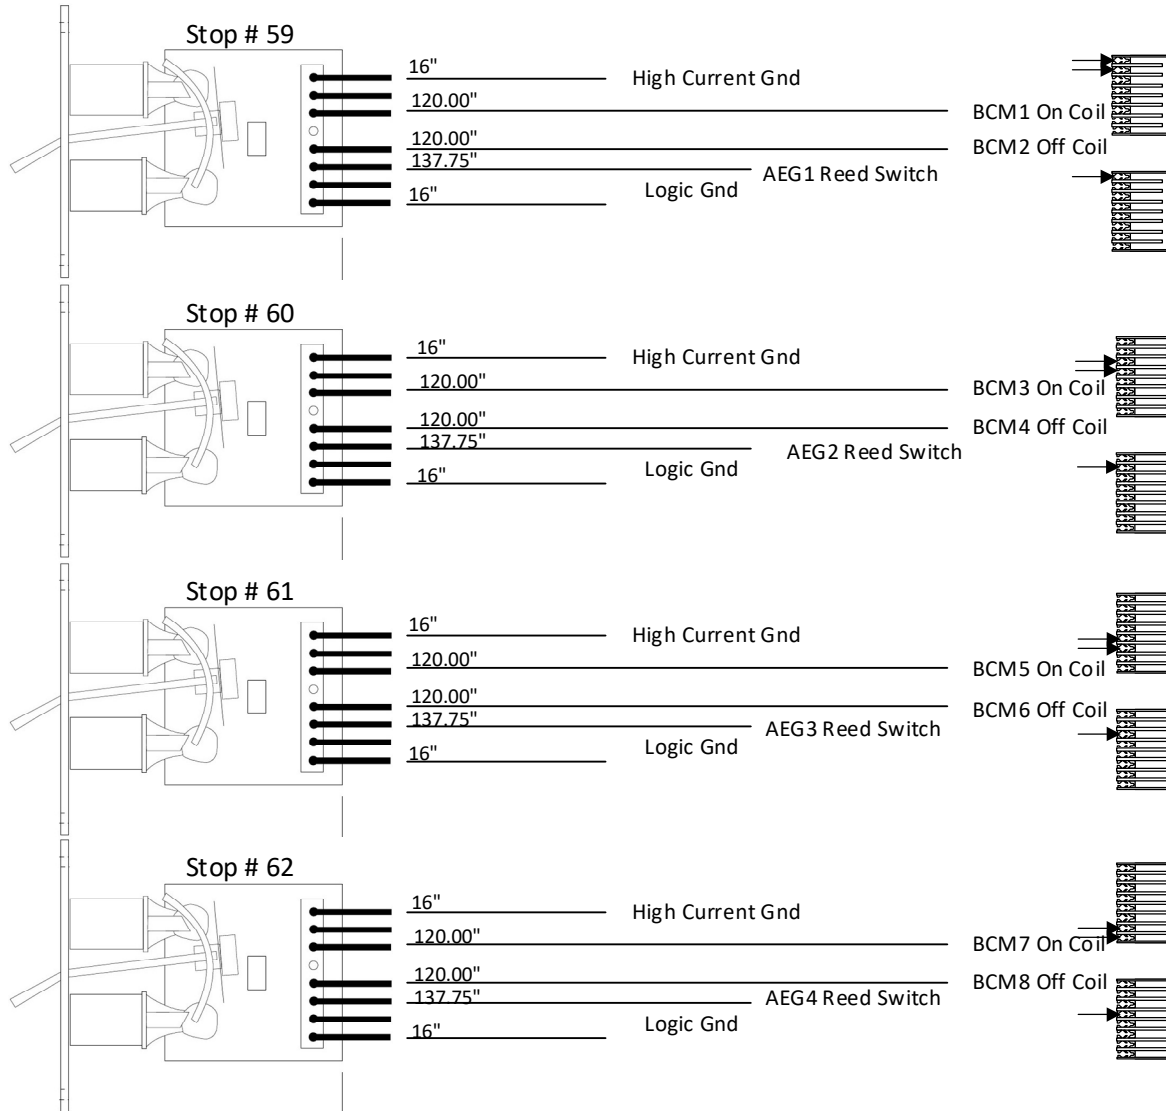 Stop # 59
16" High Current Gnd
120.00" BCM1 On Coil
120.00" BCM2 Off Coil
137.75" AEG1 Reed Switch
Logic Gnd
16"
Stop # 60
16" High Current Gnd
120.00" BCM3 On Coil
120.00" BCM4 Off Coil
137.75" AEG2 Reed Switch
Logic Gnd
16"
Stop # 61
16" High Current Gnd
120.00" BCM5 On Coil
120.00" BCM6 Off Coil
137.75" AEG3 Reed Switch
Logic Gnd
16"
Stop # 62
16" High Current Gnd
120.00" BCM7 On Coil
120.00" BCM8 Off Coil
137.75" AEG4 Reed Switch
Logic Gnd
16"